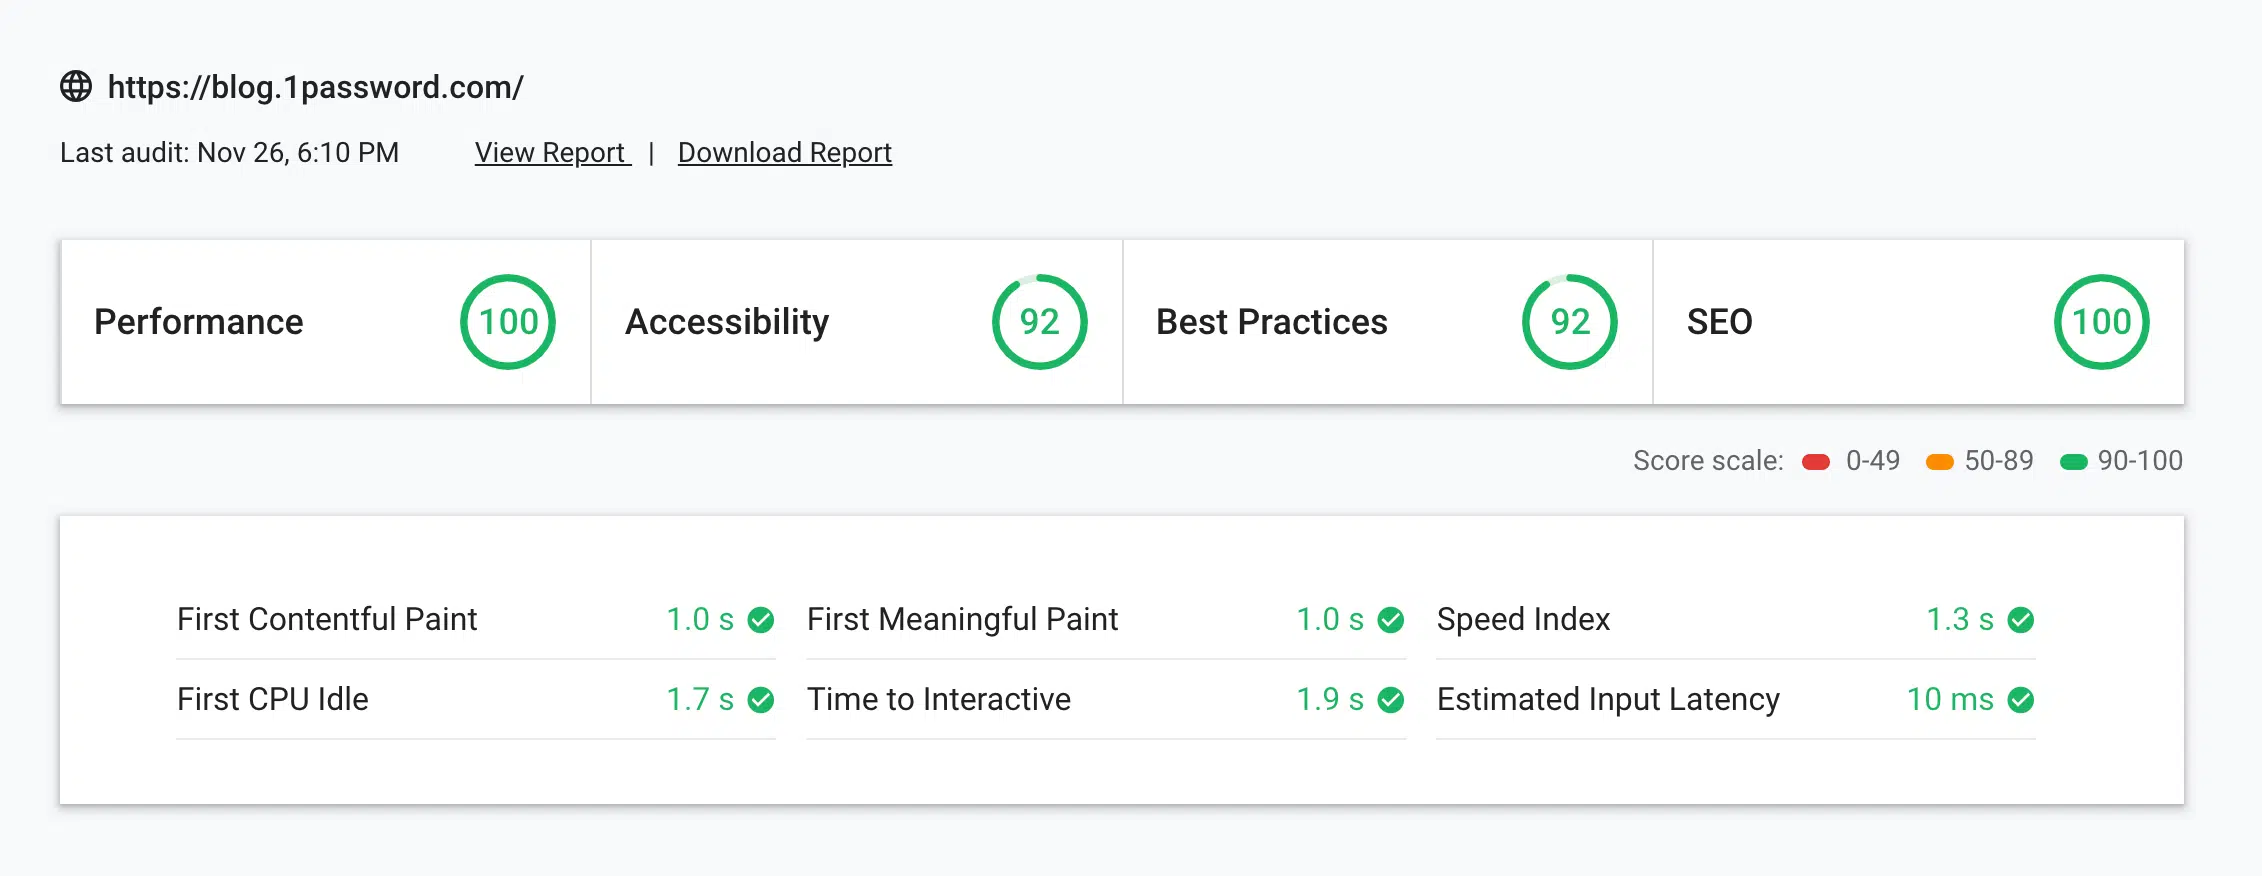 https://blog.1password.com/
Last audit: Nov 26, 6:10 PM View Report | Download Report
Performance 100 Accessibility 92 Best Practices 92 SEO 100
Score scale: 0-49 50-89 90-100
First Contentful Paint 1.0 s First Meaningful Paint 1.0 s Speed Index 1.3 s
First CPU Idle 1.7 s Time to Interactive 1.9 s Estimated Input Latency 10 ms